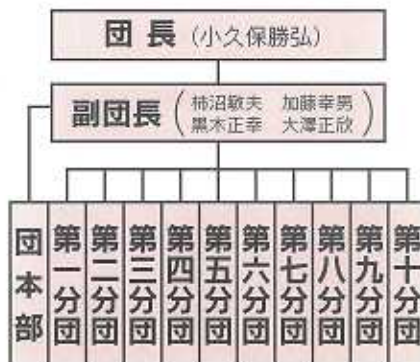 団長（小久保勝弘）
副団長（柿沼敏夫　加藤幸男
黒木正幸　大澤正欣）
団本部
第一分団
第二分団
第三分団
第四分団
第五分団
第六分団
第七分団
第八分団
第九分団
第十分団